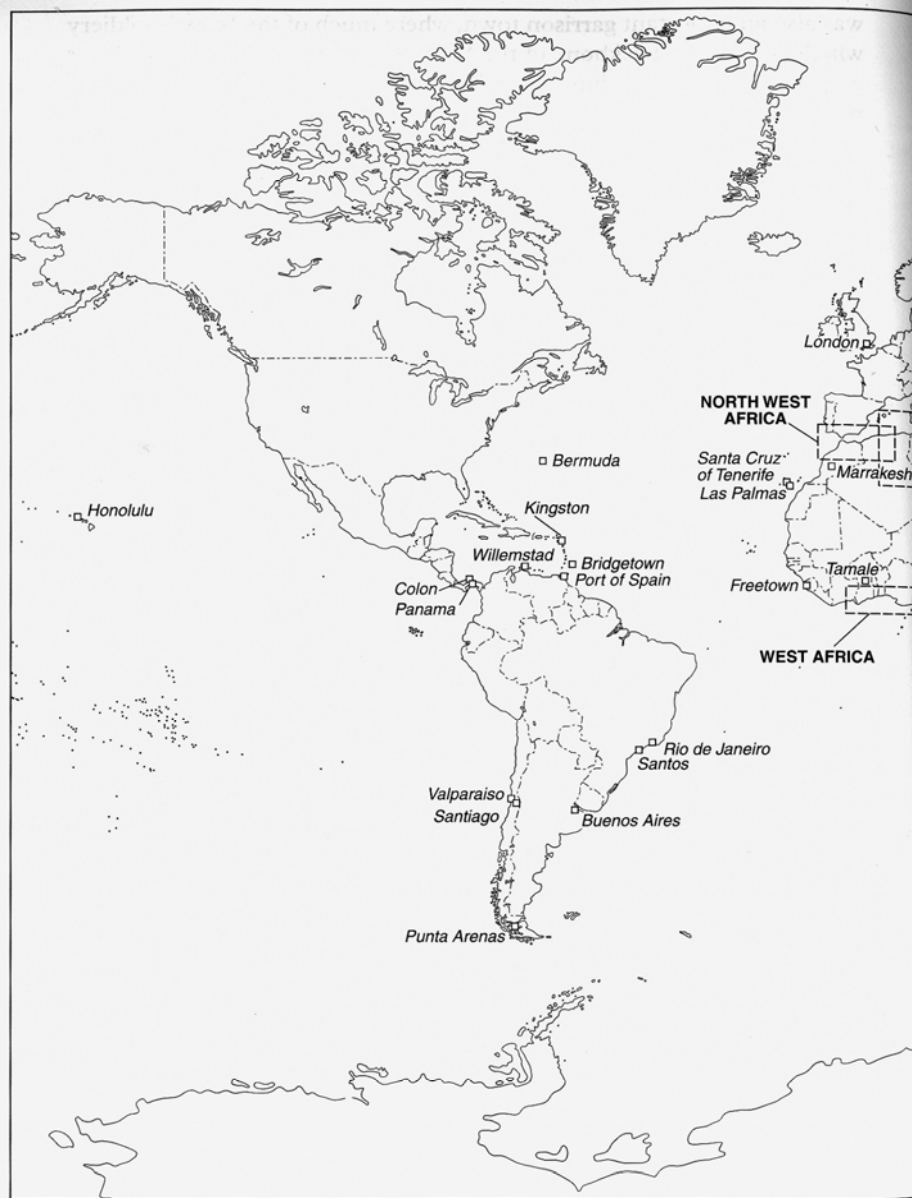 London
NORTH WEST
AFRICA
Santa Cruz
of Tenerife
Las Palmas
Marrakesh
Bermuda
Honolulu
Kingston
Willemstad
Bridgetown
Port of Spain
Colon
Panama
Tamale
Freetown
WEST AFRICA
Rio de Janeiro
Santos
Valparaiso
Santiago
Buenos Aires
Punta Arenas